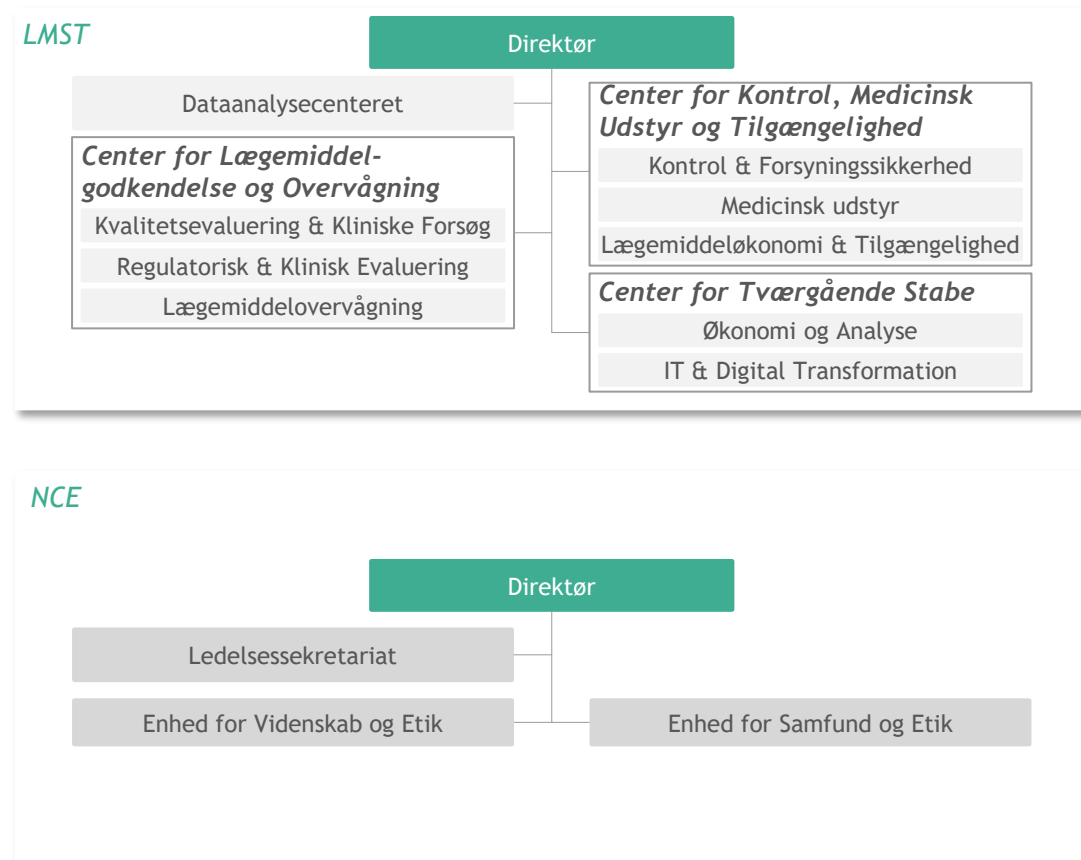 LMST
Direktør
Dataanalysecenteret
Center for Lægemiddel-
godkendelse og Overvågning
Kvalitetsevaluering & Kliniske Forsøg
Regulatorisk & Klinisk Evaluering
Lægemiddelovervågning
Center for Kontrol, Medicinsk
Udstyr og Tilgængelighed
Kontrol & Forsyningssikkerhed
Medicinsk udstyr
Lægemiddeløkonomi & Tilgængelighed
Center for Tværgående Stabe
Økonomi og Analyse
IT & Digital Transformation
NCE
Direktør
Ledelsessekretariat
Enhed for Videnskab og Etik
Enhed for Samfund og Etik